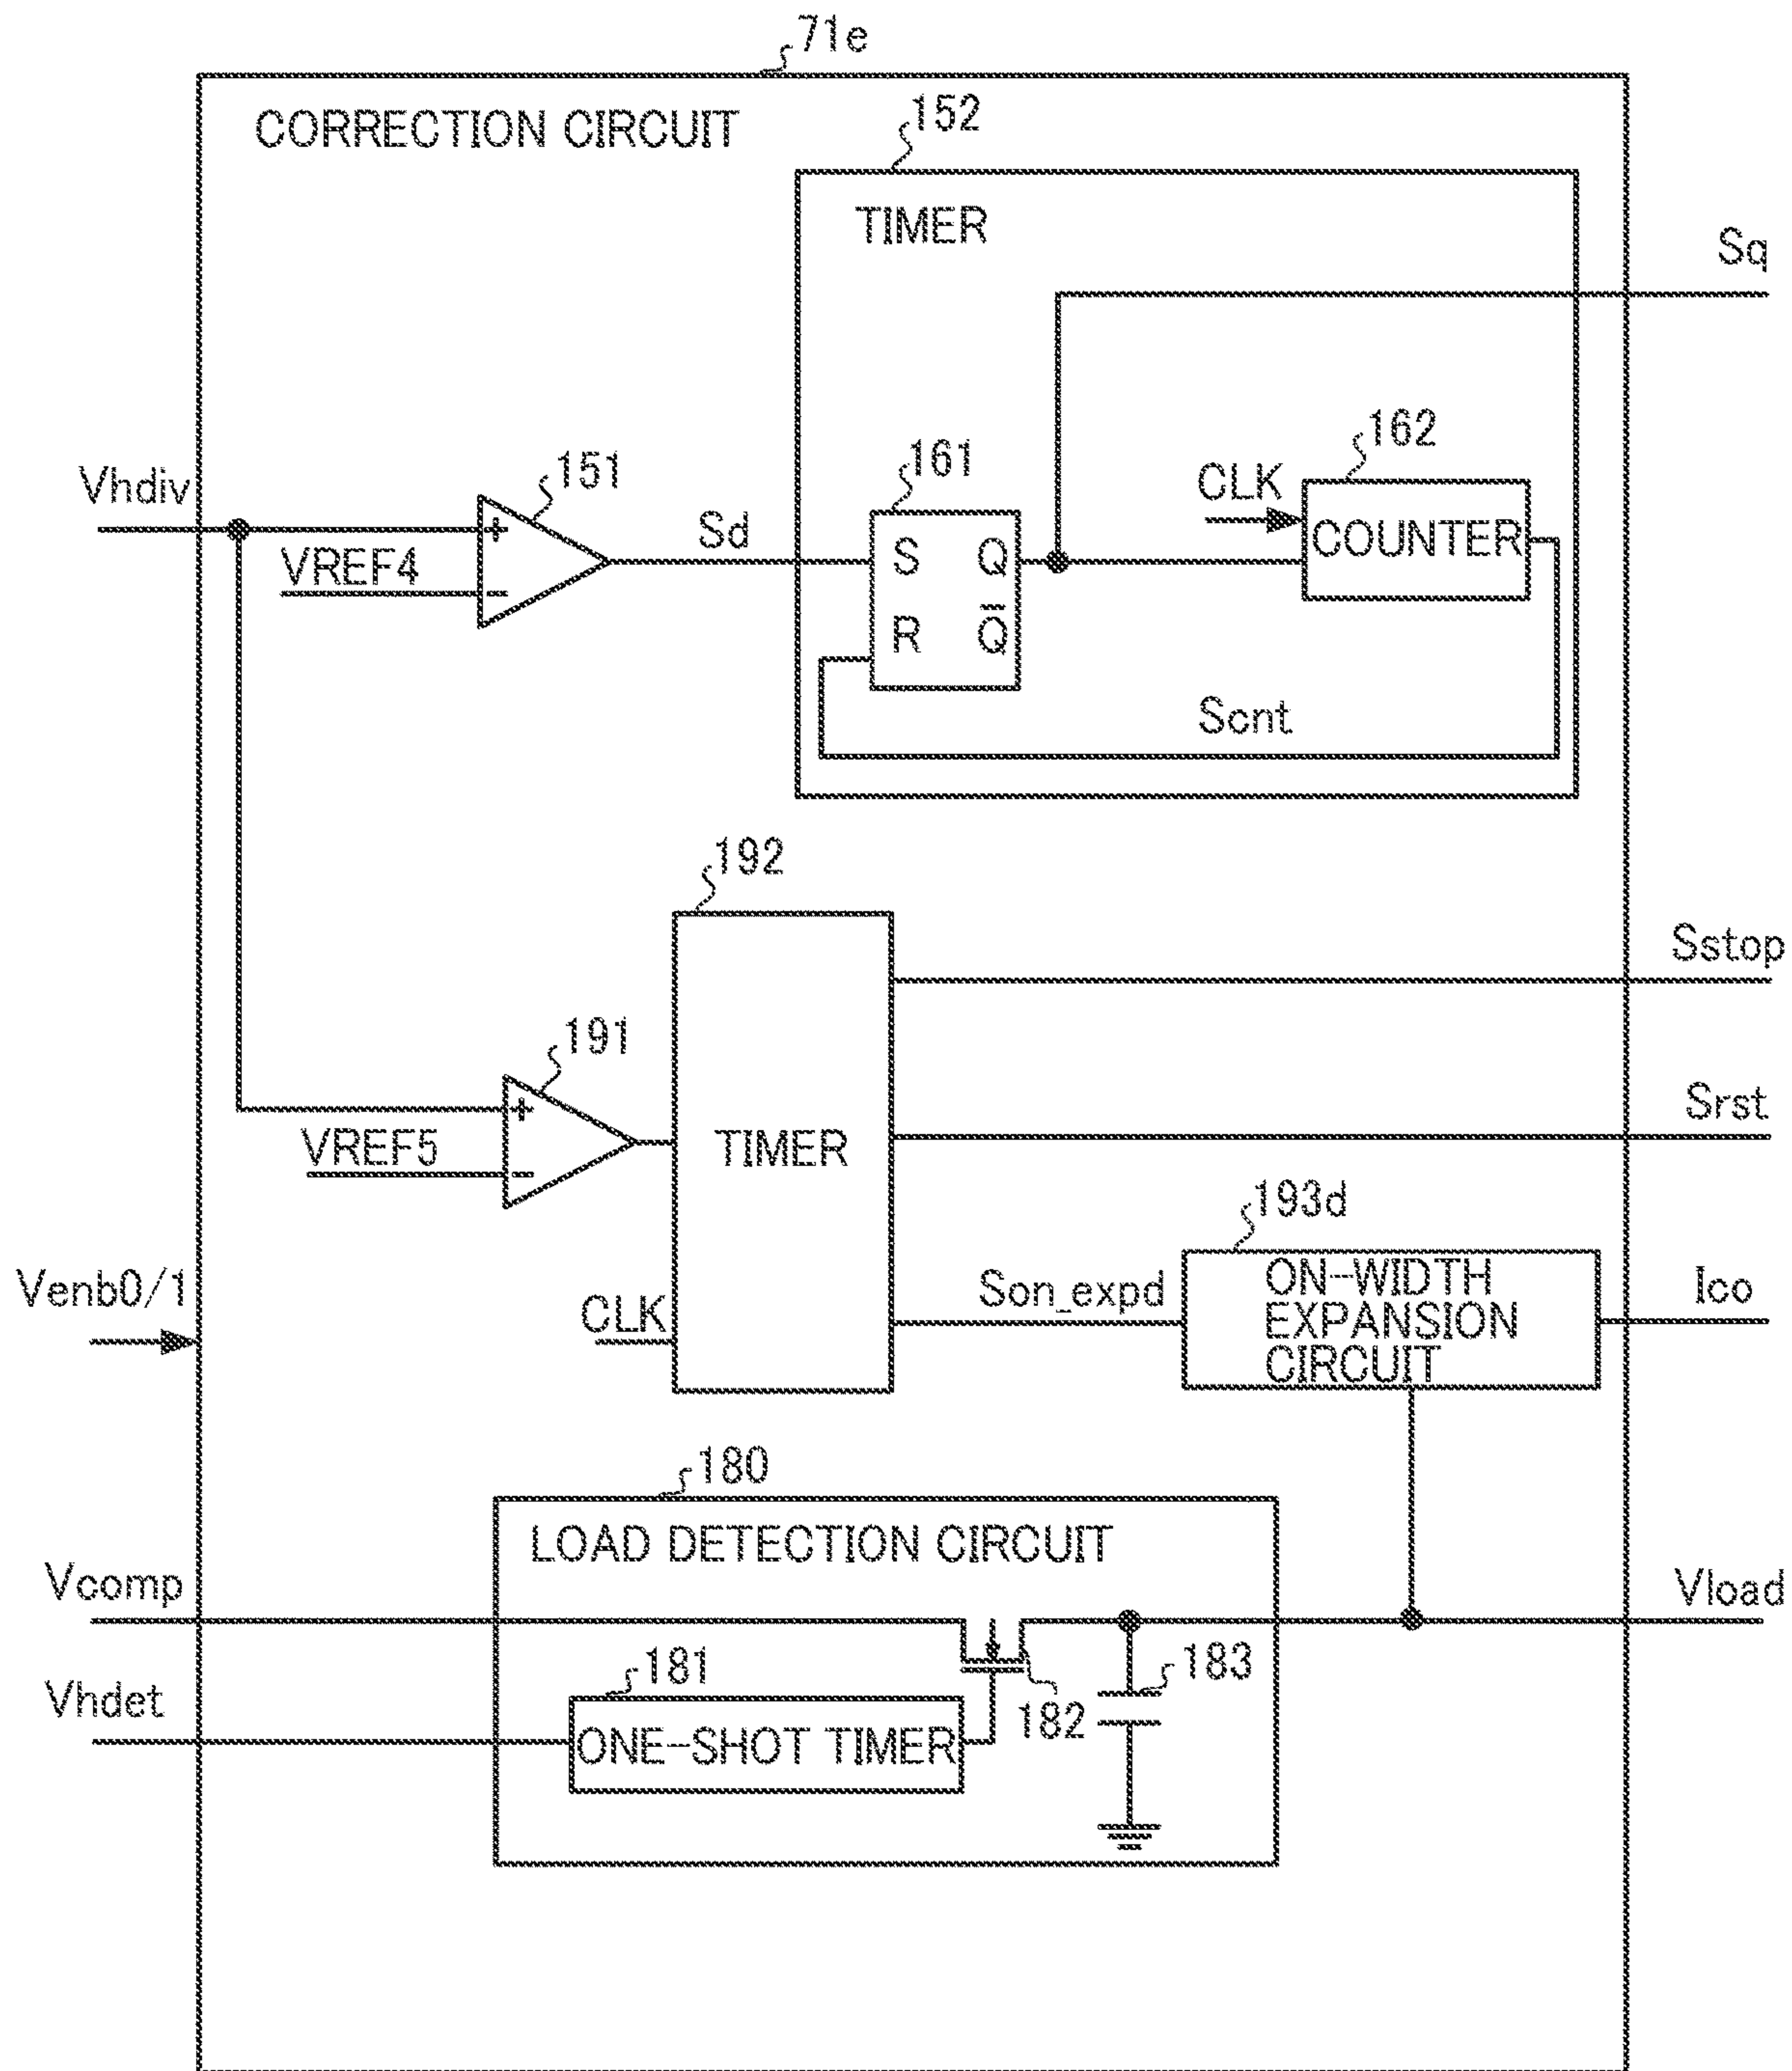 71e
CORRECTION CIRCUIT
152
TIMER
Sq
Vhdiv
151
VREF4
+
-
Sd
161
S Q
R Q̅
CLK
162
COUNTER
Scnt
192
Sstop
191
+
-
VREF5
TIMER
Srst
193d
Venb0/1
CLK
Son_expd
ON-WIDTH
EXPANSION
CIRCUIT
Ico
180
LOAD DETECTION CIRCUIT
Vcomp
Vload
181
182
183
Vhdet
ONE-SHOT TIMER